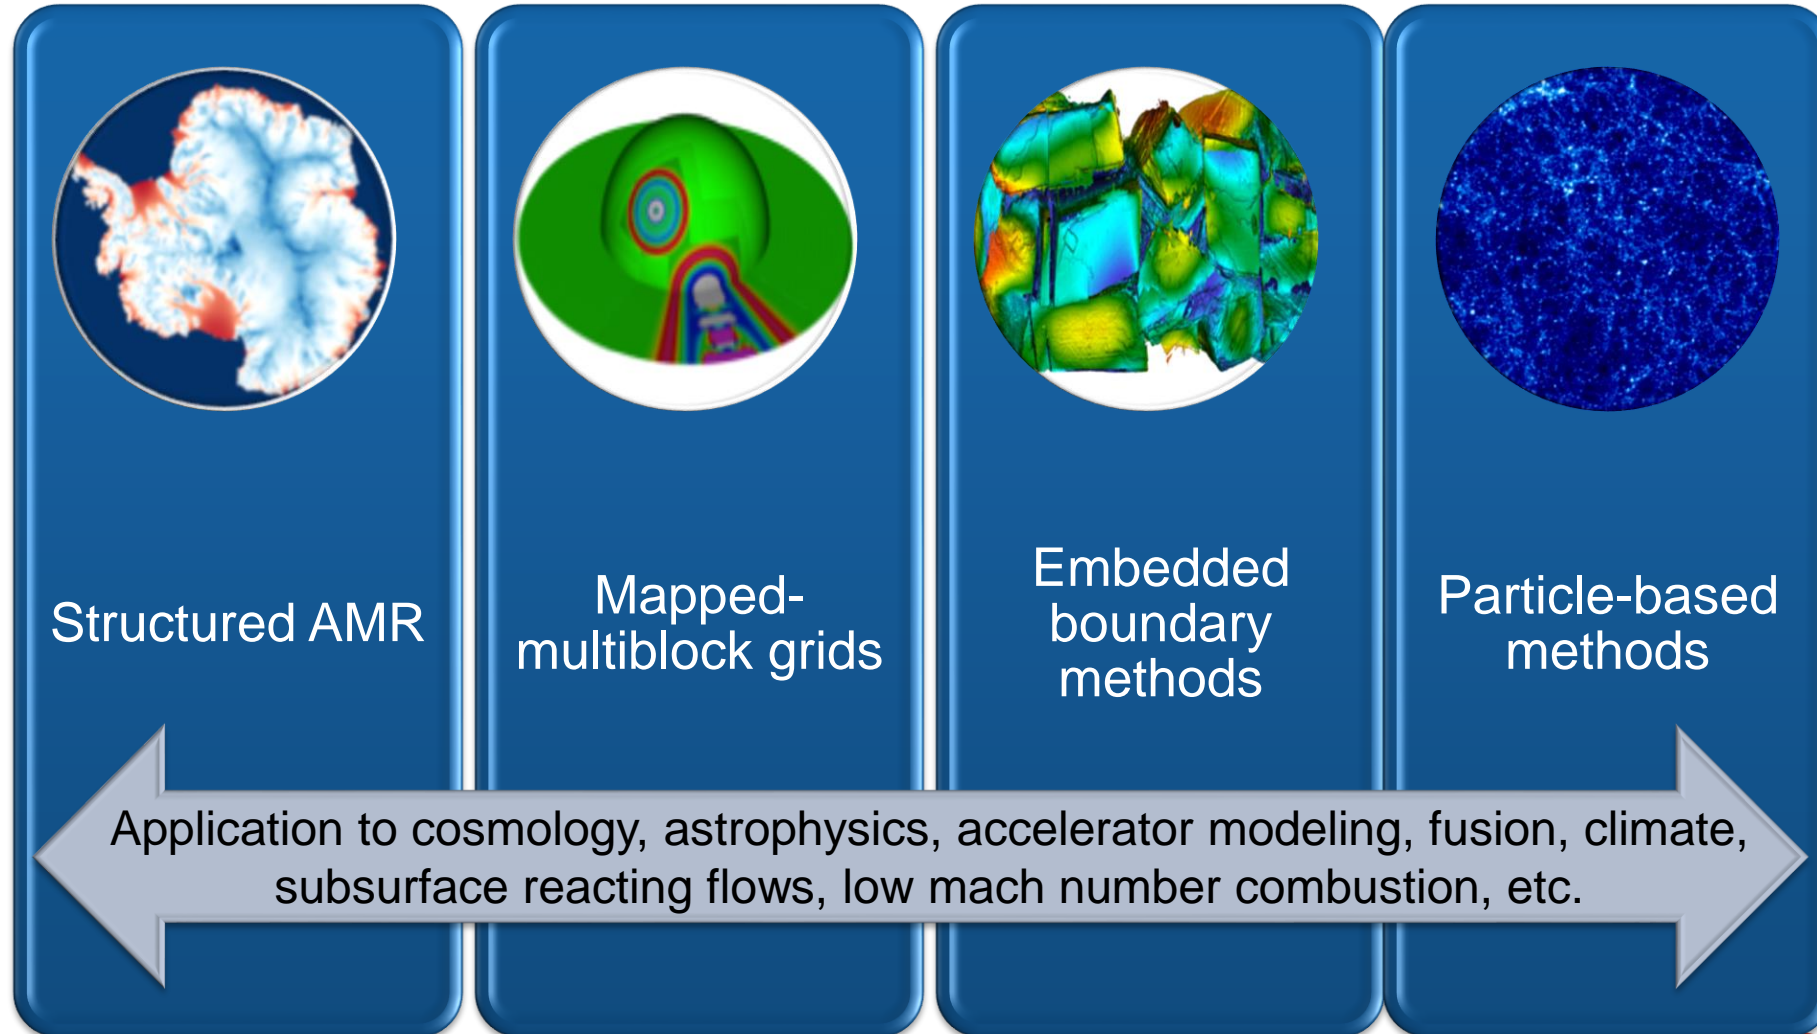 Structured AMR
Mapped-
multiblock grids
Embedded
boundary
methods
Particle-based
methods
Application to cosmology, astrophysics, accelerator modeling, fusion, climate,
subsurface reacting flows, low mach number combustion, etc.